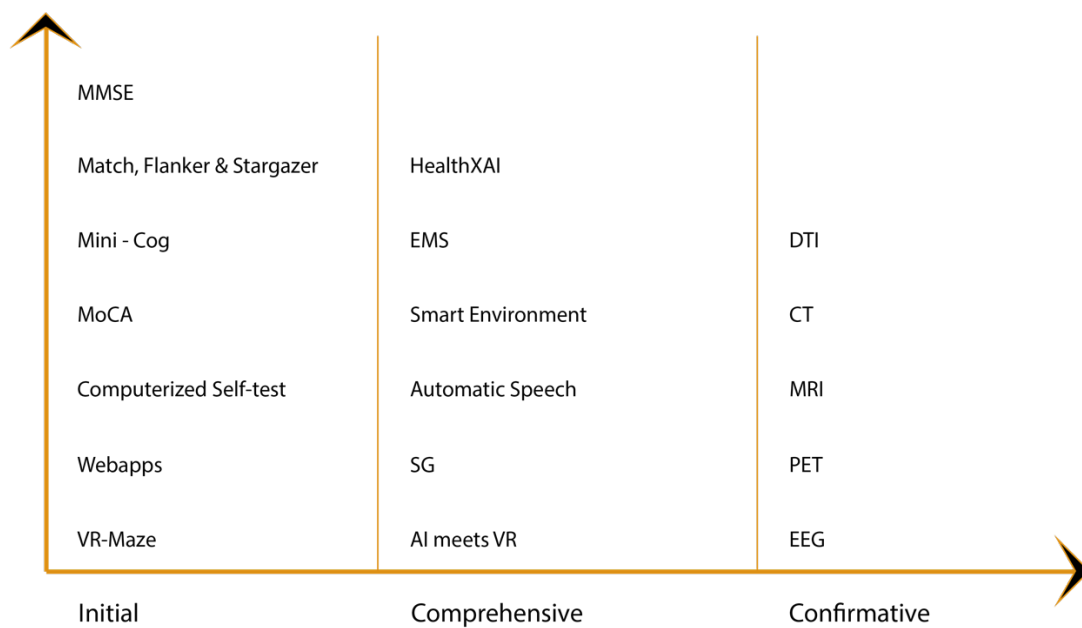 MMSE
Match, Flanker & Stargazer
HealthXAI
Mini - Cog
EMS
DTI
MoCA
Smart Environment
CT
Computerized Self-test
Automatic Speech
MRI
Webapps
SG
PET
VR-Maze
AI meets VR
EEG
Initial
Comprehensive
Confirmative